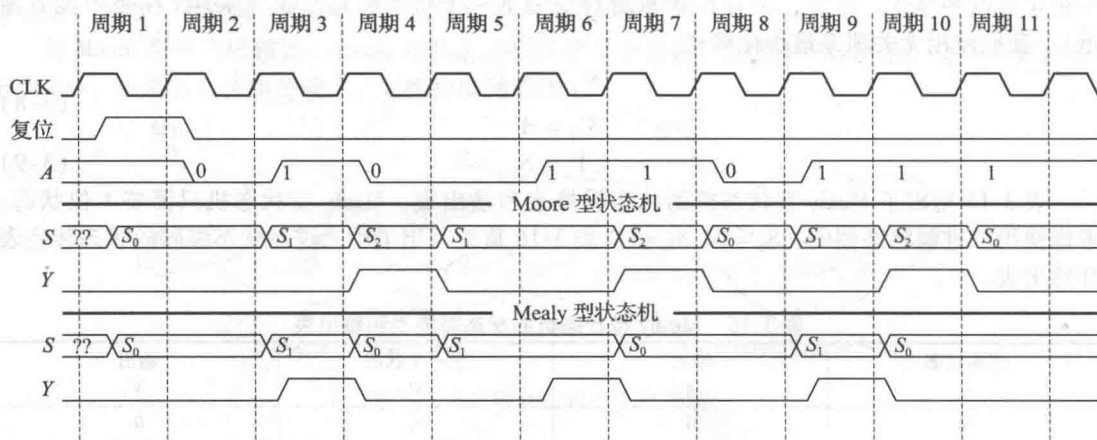 周期 1 周期 2 周期 3 周期 4 周期 5 周期 6 周期 7 周期 8 周期 9 周期 10 周期 11
CLK
复位
A 0 1 0 1 1 0 1 1 1
Moore 型状态机
S ?? S₀ S₁ S₂ S₁ S₂ S₀ S₁ S₂ S₀
Y
Mealy 型状态机
S ?? S₀ S₁ S₀ S₁ S₀ S₁ S₀
Y